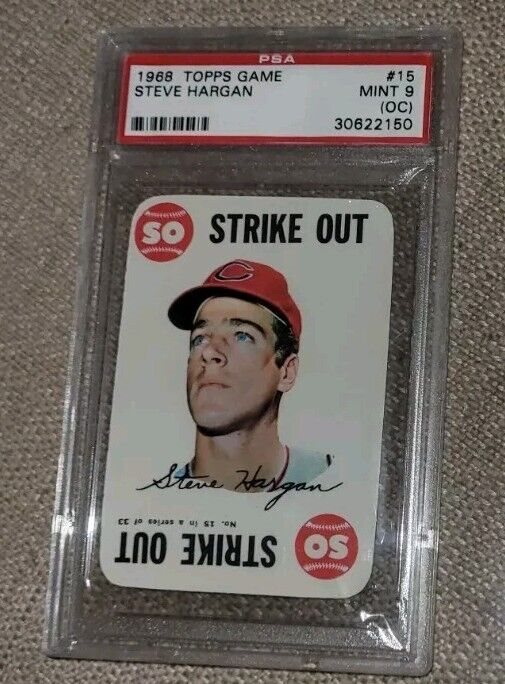 PSA
1968 TOPPS GAME #15
STEVE HARGAN MINT 9
(OC)
30622150
SO STRIKE OUT
C
Steve Hargan
No. 15 in a series of 33
STRIKE OUT SO